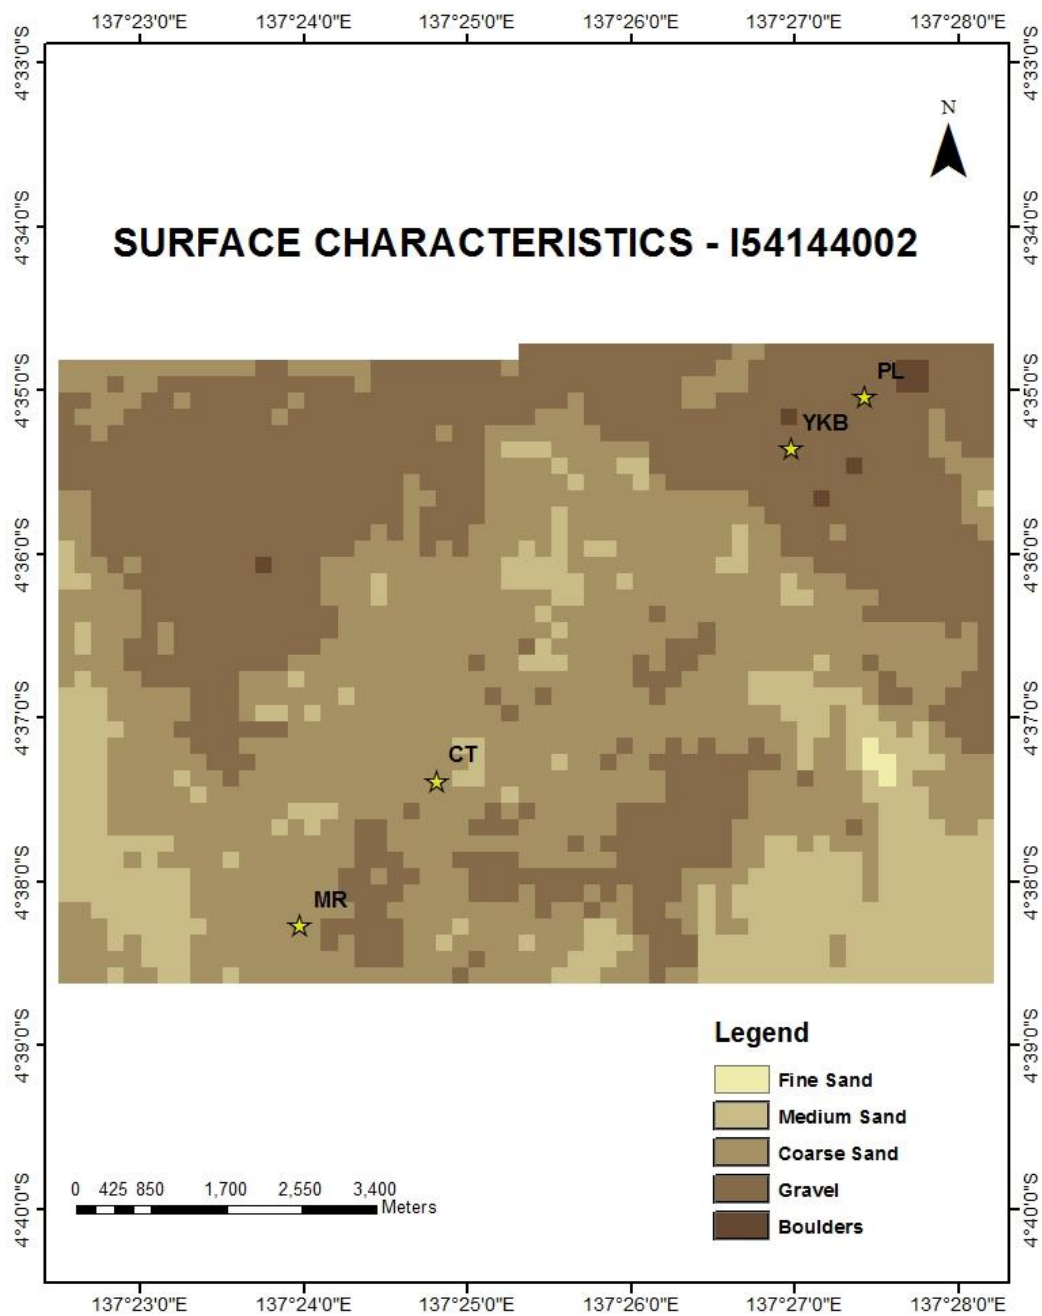 137°23'0"E 137°24'0"E 137°25'0"E 137°26'0"E 137°27'0"E 137°28'0"E
4°33'0"S 4°33'0"S
N
4°34'0"S 4°34'0"S
SURFACE CHARACTERISTICS - I54144002
PL
4°35'0"S 4°35'0"S
YKB
4°36'0"S 4°36'0"S
4°37'0"S 4°37'0"S
CT
4°38'0"S 4°38'0"S
MR
Legend
4°39'0"S 4°39'0"S
Fine Sand
Medium Sand
Coarse Sand
Gravel
Boulders
0 425 850 1,700 2,550 3,400
Meters
4°40'0"S 4°40'0"S
137°23'0"E 137°24'0"E 137°25'0"E 137°26'0"E 137°27'0"E 137°28'0"E